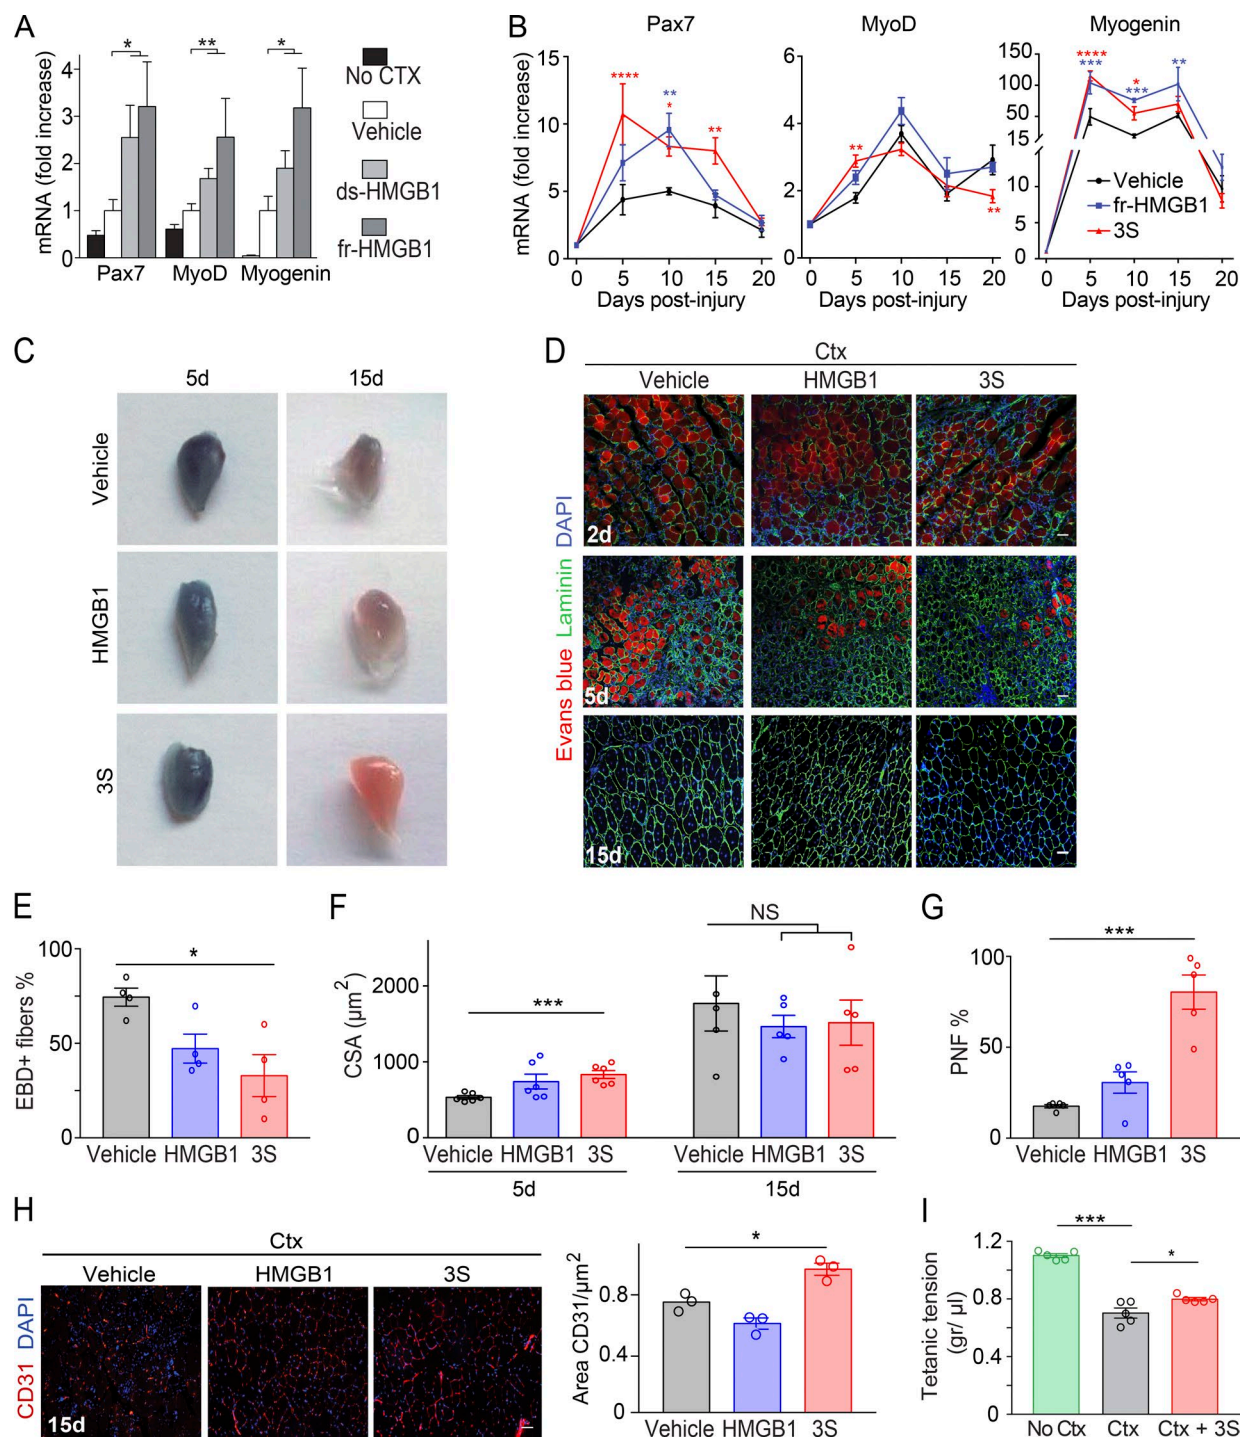 A
mRNA (fold increase)
4
3
2
1
0
*
**
*
Pax7 MyoD Myogenin
No CTX
Vehicle
ds-HMGB1
fr-HMGB1
B
Pax7
MyoD
Myogenin
mRNA (fold increase)
15
10
5
0
****
**
*
**
0 5 10 15 20
Days post-injury
6
4
2
0
**
**
0 5 10 15 20
Days post-injury
150
100
50
15
10
5
0
****
***
*
***
**
Vehicle
fr-HMGB1
3S
0 5 10 15 20
Days post-injury
C
5d 15d
Vehicle
HMGB1
3S
D
Ctx
Vehicle HMGB1 3S
Evans blue Laminin DAPI
2d
5d
15d
E
EBD+ fibers %
100
50
0
*
Vehicle HMGB1 3S
F
CSA (µm²)
2000
1000
0
***
NS
Vehicle HMGB1 3S Vehicle HMGB1 3S
5d 15d
G
PNF %
100
50
0
***
Vehicle HMGB1 3S
H
Ctx
Vehicle HMGB1 3S
CD31 DAPI
15d
Area CD31/µm²
0.8
0.4
0
*
Vehicle HMGB1 3S
I
Tetanic tension
(gr/ µl)
1.2
0.8
0.4
0
***
*
No Ctx Ctx Ctx + 3S